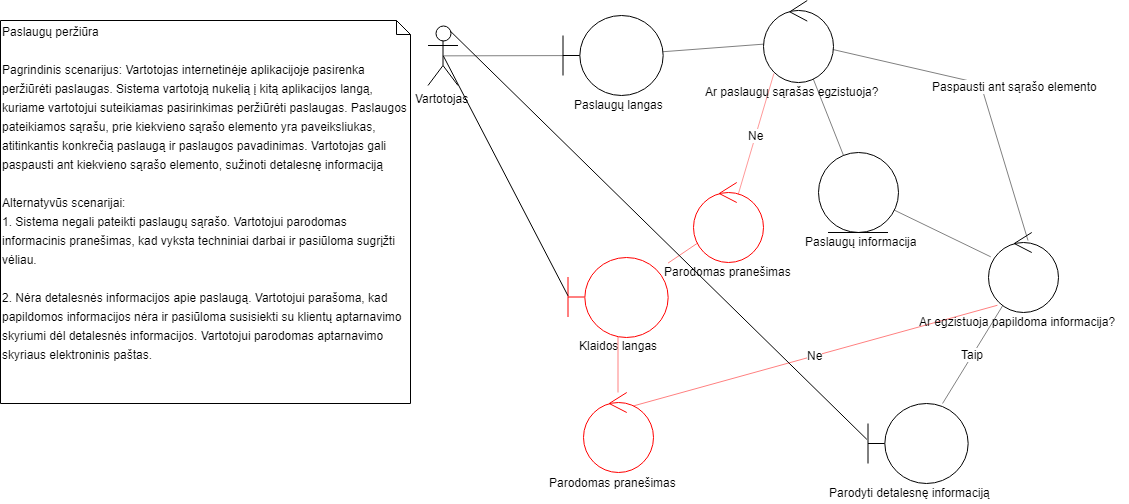 Paslaugų peržiūra
Pagrindinis scenarijus: Vartotojas internetinėje aplikacijoje pasirenka
peržiūrėti paslaugas. Sistema vartotoją nukelią į kitą aplikacijos langą,
kuriame vartotojui suteikiamas pasirinkimas peržiūrėti paslaugas. Paslaugos
pateikiamos sąrašu, prie kiekvieno sąrašo elemento yra paveiksliukas,
atitinkantis konkrečią paslaugą ir paslaugos pavadinimas. Vartotojas gali
paspausti ant kiekvieno sąrašo elemento, sužinoti detalesnę informaciją
Alternatyvūs scenarijai:
1. Sistema negali pateikti paslaugų sąrašo. Vartotojui parodomas
informacinis pranešimas, kad vyksta techniniai darbai ir pasiūloma sugrįžti
vėliau.
2. Nėra detalesnės informacijos apie paslaugą. Vartotojui parašoma, kad
papildomos informacijos nėra ir pasiūloma susisiekti su klientų aptarnavimo
skyriumi dėl detalesnės informacijos. Vartotojui parodomas aptarnavimo
skyriaus elektroninis paštas.
Vartotojas
Paslaugų langas
Ar paslaugų sąrašas egzistuoja?
Paspausti ant sąrašo elemento
Ne
Paslaugų informacija
Parodomas pranešimas
Ar egzistuoja papildoma informacija?
Klaidos langas
Ne
Taip
Parodomas pranešimas
Parodyti detalesnę informaciją